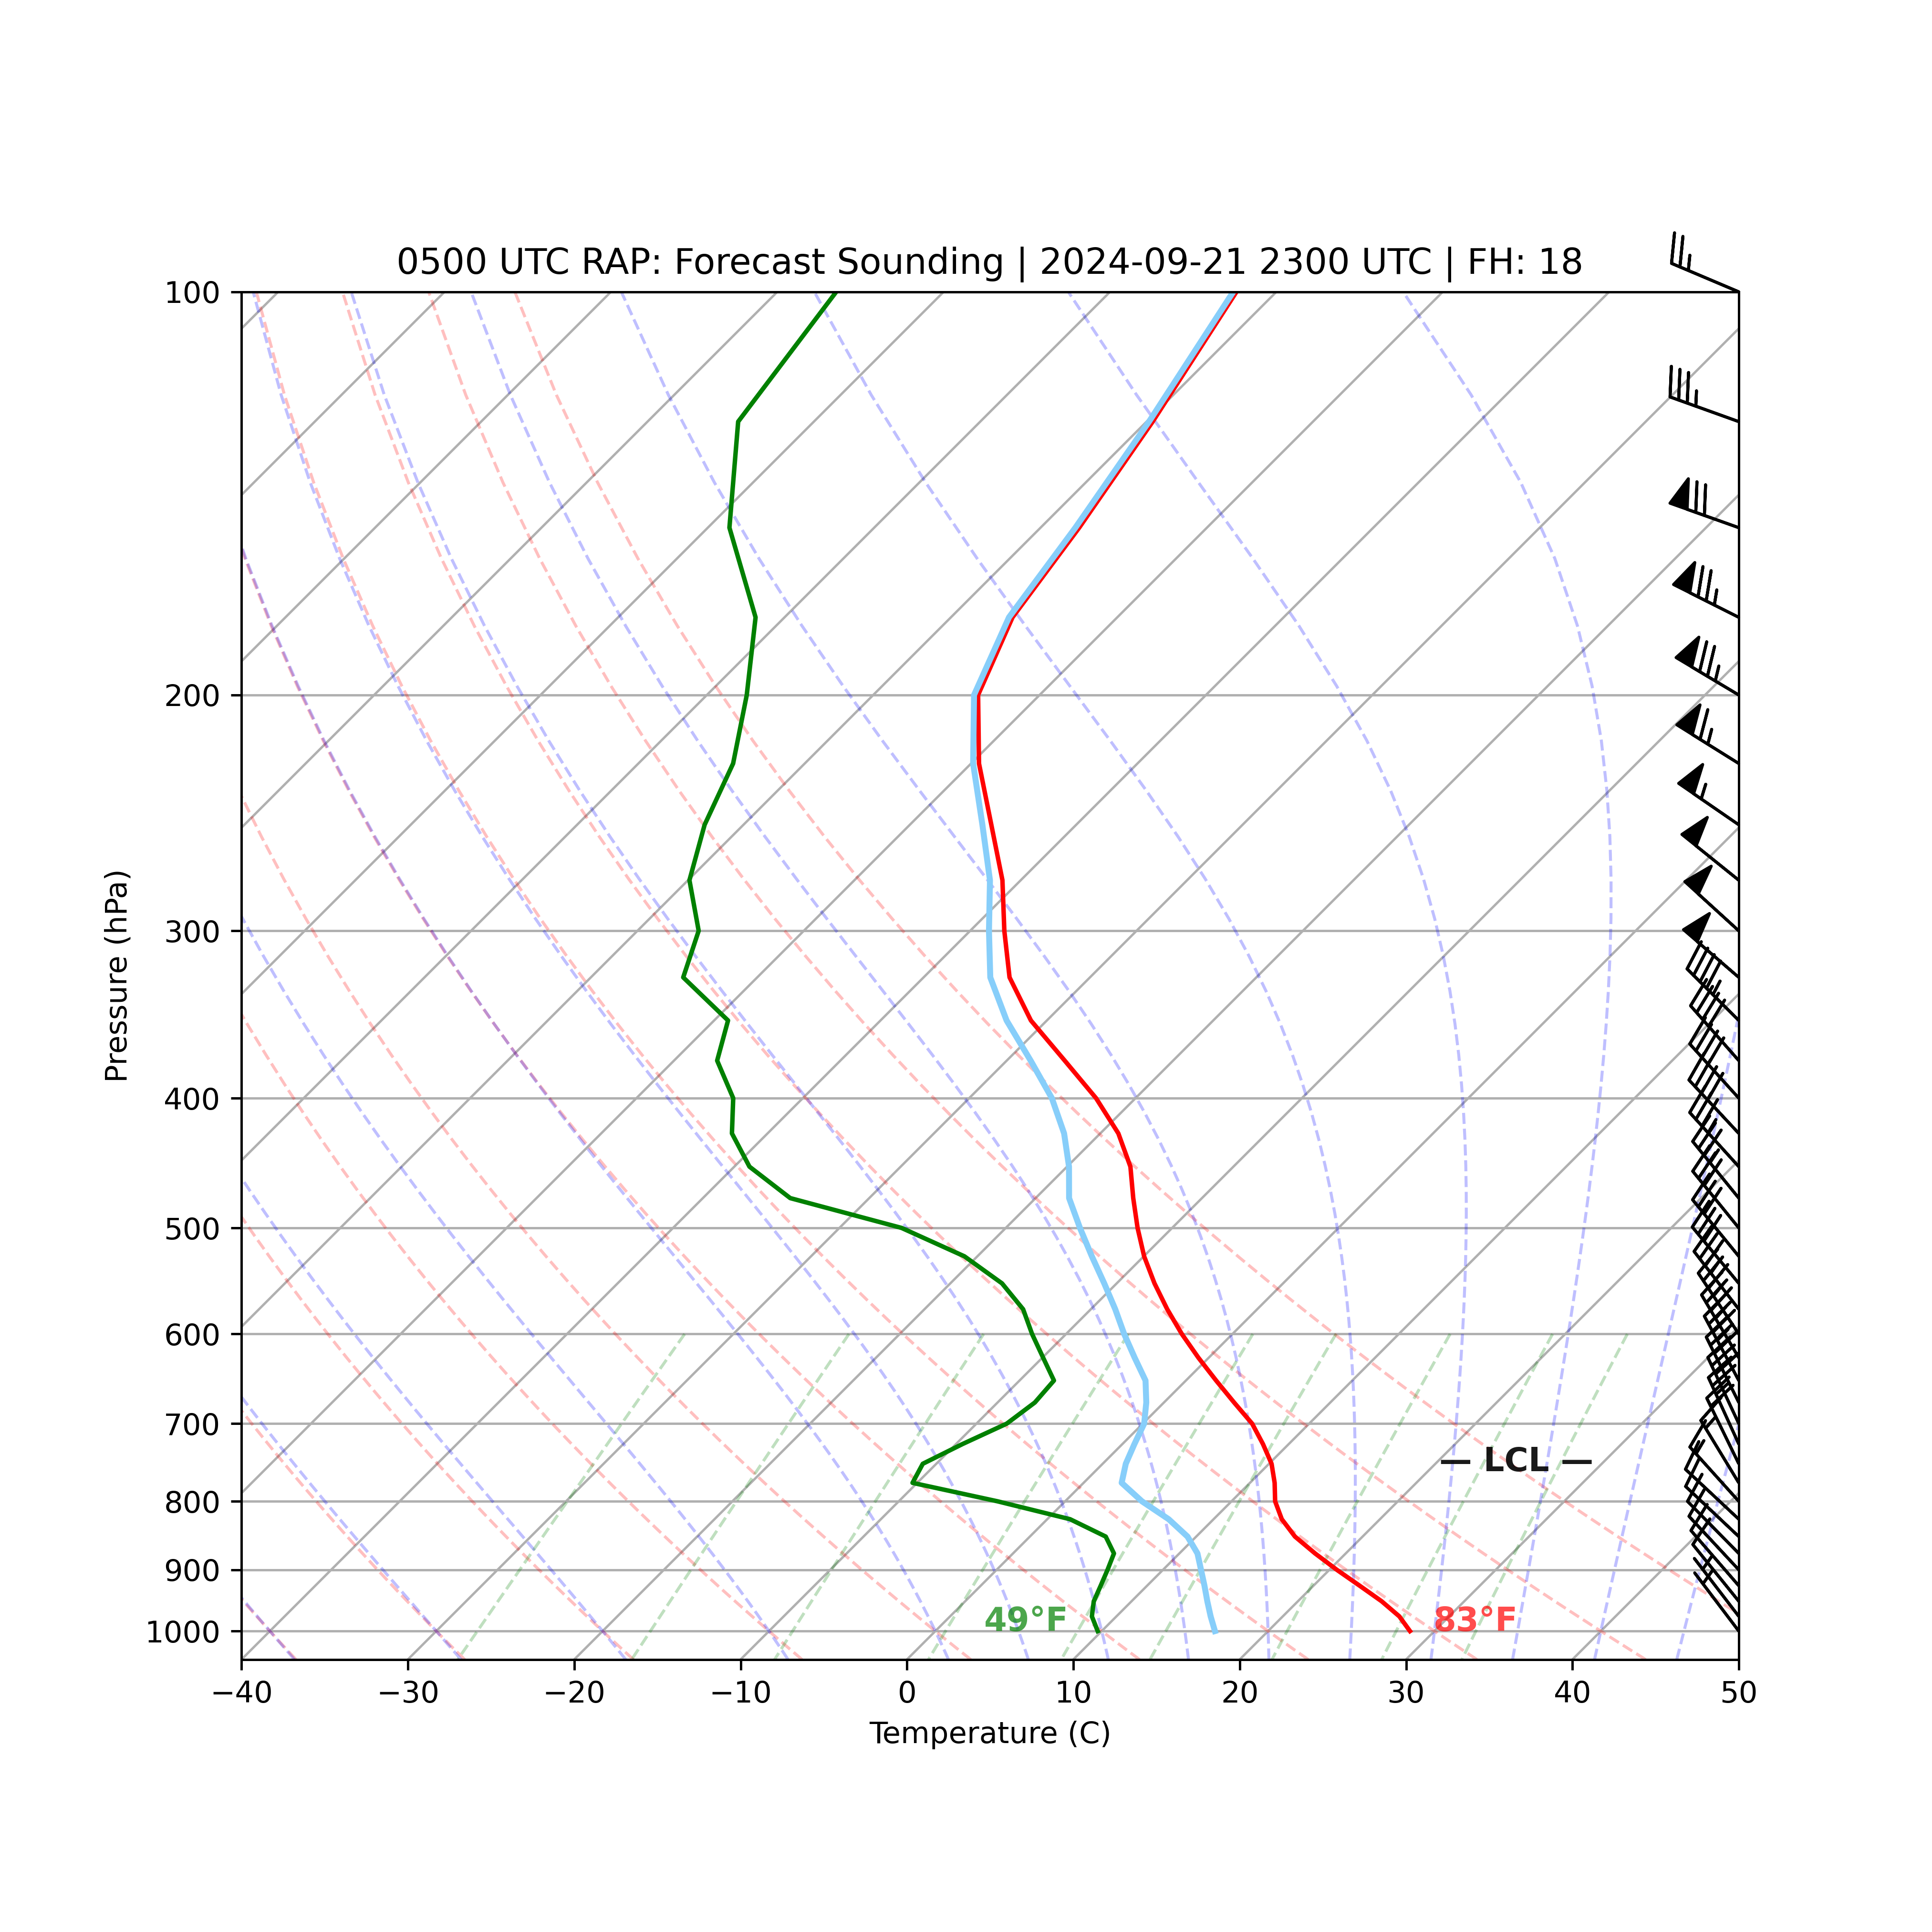 0500 UTC RAP: Forecast Sounding | 2024-09-21 2300 UTC | FH: 18
100
200
300
400
500
600
700
800
900
1000
Pressure (hPa)
— LCL —
49°F
83°F
−40 −30 −20 −10 0 10 20 30 40 50
Temperature (C)